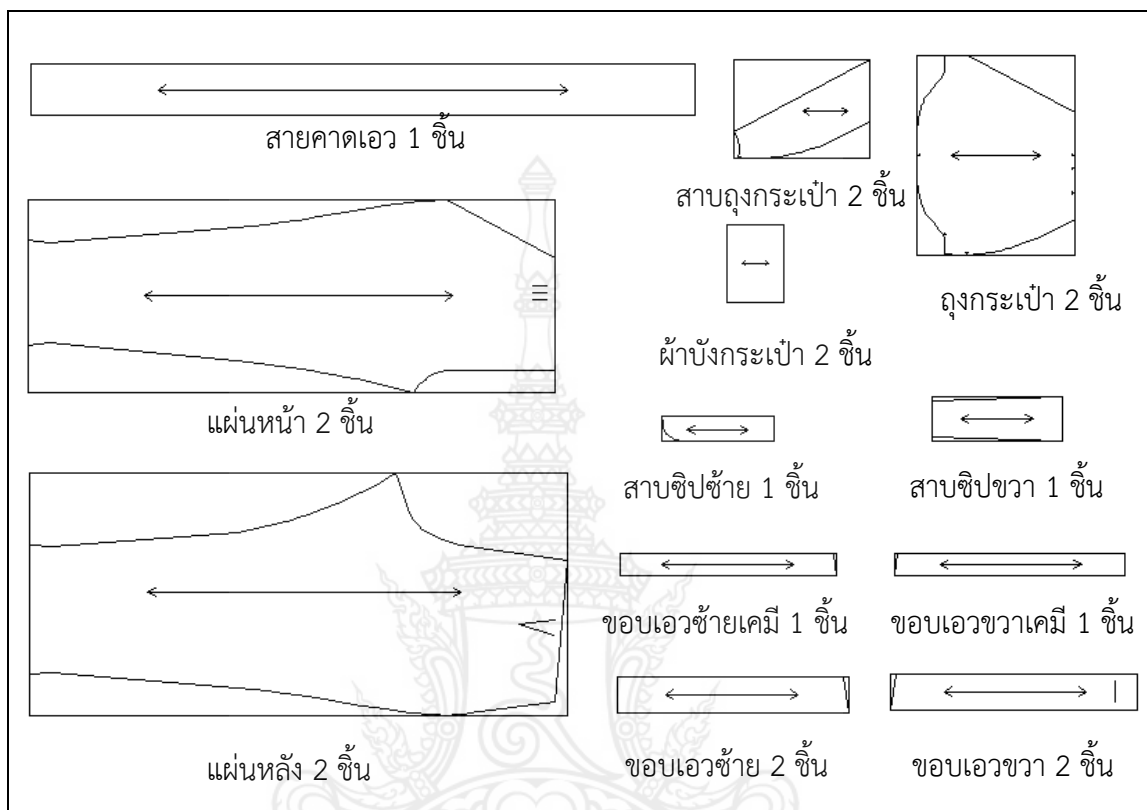 สายคาดเอว 1 ชิ้น
สาบถุงกระเป๋า 2 ชิ้น
ถุงกระเป๋า 2 ชิ้น
ผ้าบังกระเป๋า 2 ชิ้น
แผ่นหน้า 2 ชิ้น
สาบซิปซ้าย 1 ชิ้น
สาบซิปขวา 1 ชิ้น
ขอบเอวซ้ายเคมี 1 ชิ้น
ขอบเอวขวาเคมี 1 ชิ้น
แผ่นหลัง 2 ชิ้น
ขอบเอวซ้าย 2 ชิ้น
ขอบเอวขวา 2 ชิ้น